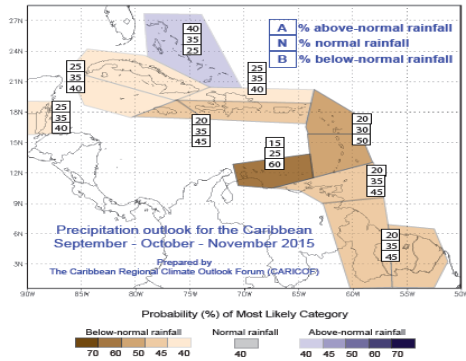 27N
24N
21N
18N
15N
12N
9N
6N
3N
90W
85W
80W
75W
70W
65W
60W
55W
50W
A % above-normal rainfall
N % normal rainfall
B % below-normal rainfall
40
35
25
25
35
40
25
35
40
25
35
40
20
35
45
20
30
50
15
25
60
20
35
45
20
35
45
Precipitation outlook for the Caribbean
September - October - November 2015
Prepared by
The Caribbean Regional Climate Outlook Forum (CARICOF)
Probability (%) of Most Likely Category
Below-normal rainfall Normal rainfall Above-normal rainfall
70 60 50 45 40 40 40 45 50 60 70